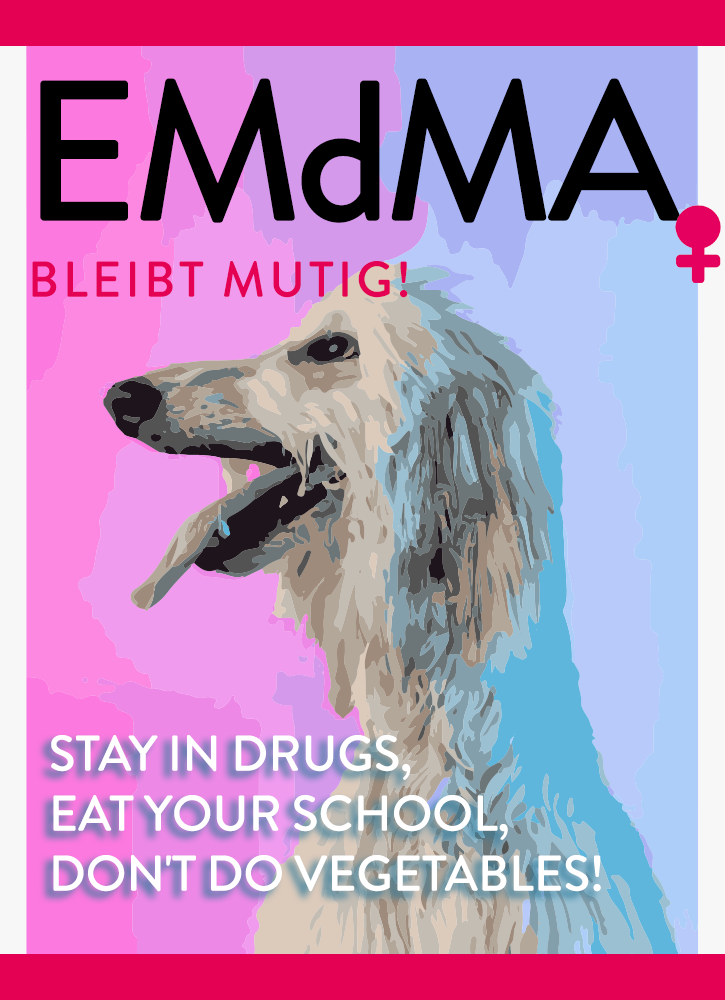 EMdMA
BLEIBT MUTIG!
STAY IN DRUGS,
EAT YOUR SCHOOL,
DON'T DO VEGETABLES!